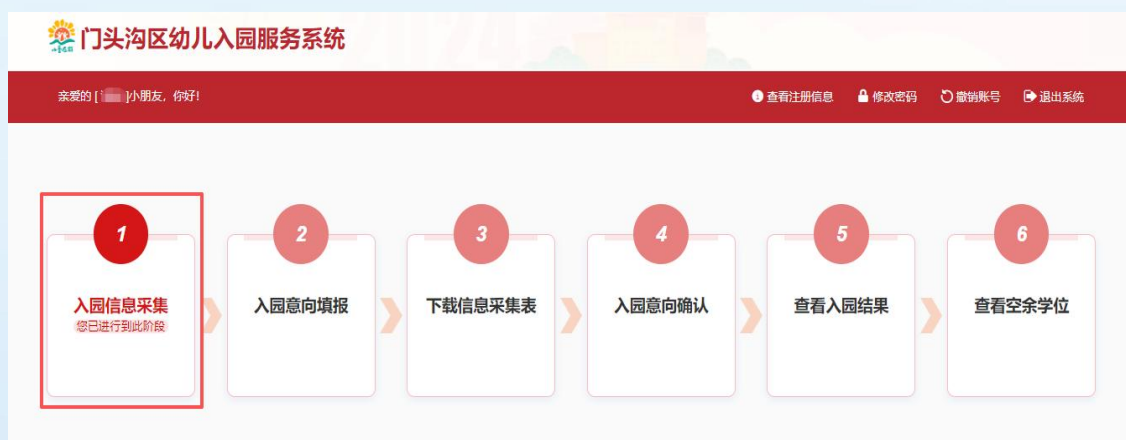 门头沟区幼儿入园服务系统
亲爱的 [ ]小朋友，你好!
查看注册信息 修改密码 撤销账号 退出系统
1 2 3 4 5 6
入园信息采集 入园意向填报 下载信息采集表 入园意向确认 查看入园结果 查看空余学位
您已进行到此阶段